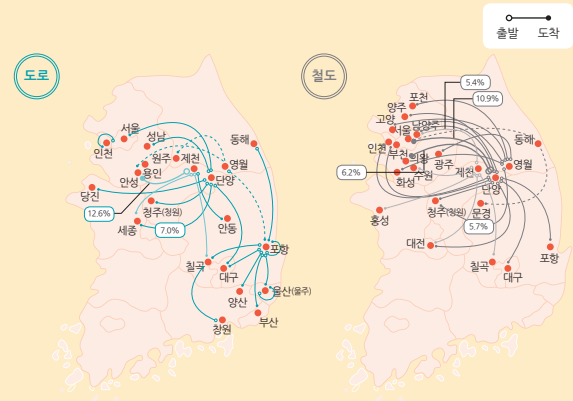 출발 도착
도로
서울
성남
인천
원주 제천
동해
용인
안성
영월
단양
당진
12.6%
청주(청원)
세종
7.0%
안동
포항
칠곡
대구
양산
울산(울주)
창원
부산
철도
5.4%
10.9%
포천
양주
고양
서울
남양주
동해
인천
부천
의왕
광주
제천
영월
6.2%
화성
수원
단양
홍성
청주(청원)
문경
5.7%
대전
칠곡
대구
포항